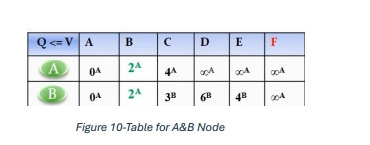 Q <= V A B C D E F
A 0A 2A 4A ∞A ∞A ∞A
B 0A 2A 3B 6B 4B ∞A
Figure 10-Table for A&B Node